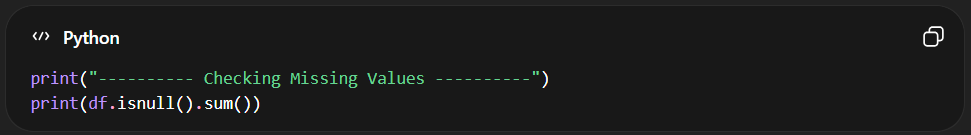 Python
print("---------- Checking Missing Values ----------")
print(df.isnull().sum())